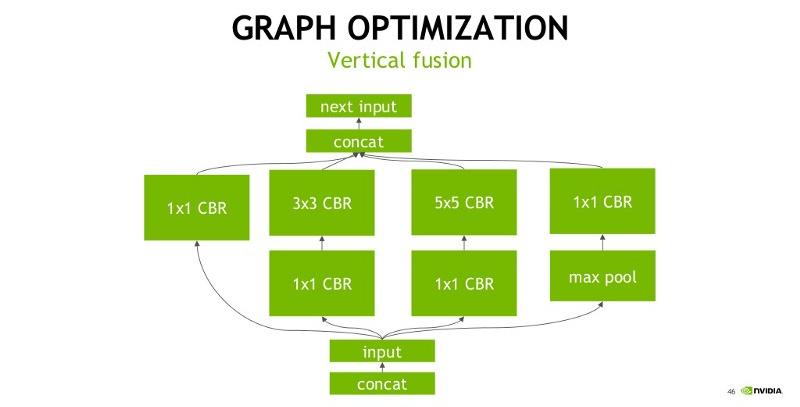 GRAPH OPTIMIZATION
Vertical fusion
next input
concat
1x1 CBR
3x3 CBR
5x5 CBR
1x1 CBR
1x1 CBR
1x1 CBR
max pool
input
concat
46 NVIDIA.